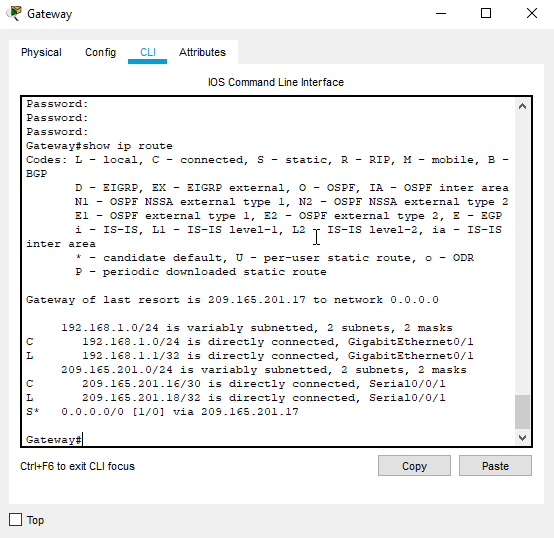 Gateway
Physical Config CLI Attributes
IOS Command Line Interface
Password:
Password:
Password:
Gateway#show ip route
Codes: L - local, C - connected, S - static, R - RIP, M - mobile, B -
BGP
       D - EIGRP, EX - EIGRP external, O - OSPF, IA - OSPF inter area
       N1 - OSPF NSSA external type 1, N2 - OSPF NSSA external type 2
       E1 - OSPF external type 1, E2 - OSPF external type 2, E - EGP
       i - IS-IS, L1 - IS-IS level-1, L2 - IS-IS level-2, ia - IS-IS
inter area
       * - candidate default, U - per-user static route, o - ODR
       P - periodic downloaded static route
Gateway of last resort is 209.165.201.17 to network 0.0.0.0
     192.168.1.0/24 is variably subnetted, 2 subnets, 2 masks
C       192.168.1.0/24 is directly connected, GigabitEthernet0/1
L       192.168.1.1/32 is directly connected, GigabitEthernet0/1
     209.165.201.0/24 is variably subnetted, 2 subnets, 2 masks
C       209.165.201.16/30 is directly connected, Serial0/0/1
L       209.165.201.18/32 is directly connected, Serial0/0/1
S*   0.0.0.0/0 [1/0] via 209.165.201.17
Gateway#
Ctrl+F6 to exit CLI focus
Copy Paste
Top